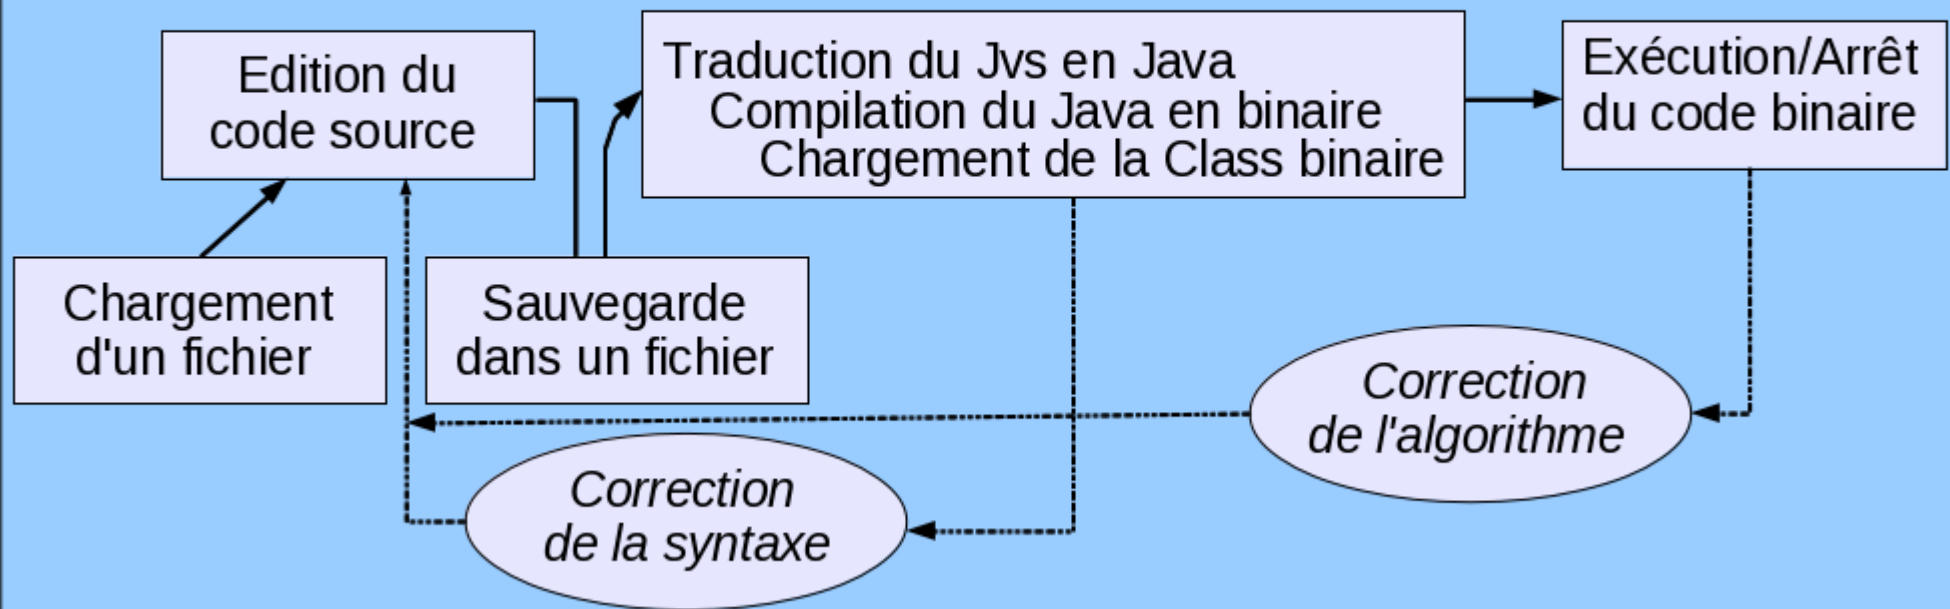 Edition du
code source
Traduction du Jvs en Java
Compilation du Java en binaire
Chargement de la Class binaire
Exécution/Arrêt
du code binaire
Chargement
d'un fichier
Sauvegarde
dans un fichier
Correction
de l'algorithme
Correction
de la syntaxe